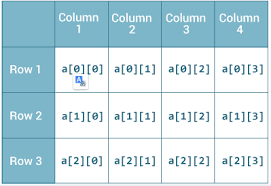 Column 1 Column 2 Column 3 Column 4
Row 1 a[0][0] a[0][1] a[0][2] a[0][3]
Row 2 a[1][0] a[1][1] a[1][2] a[1][3]
Row 3 a[2][0] a[2][1] a[2][2] a[2][3]